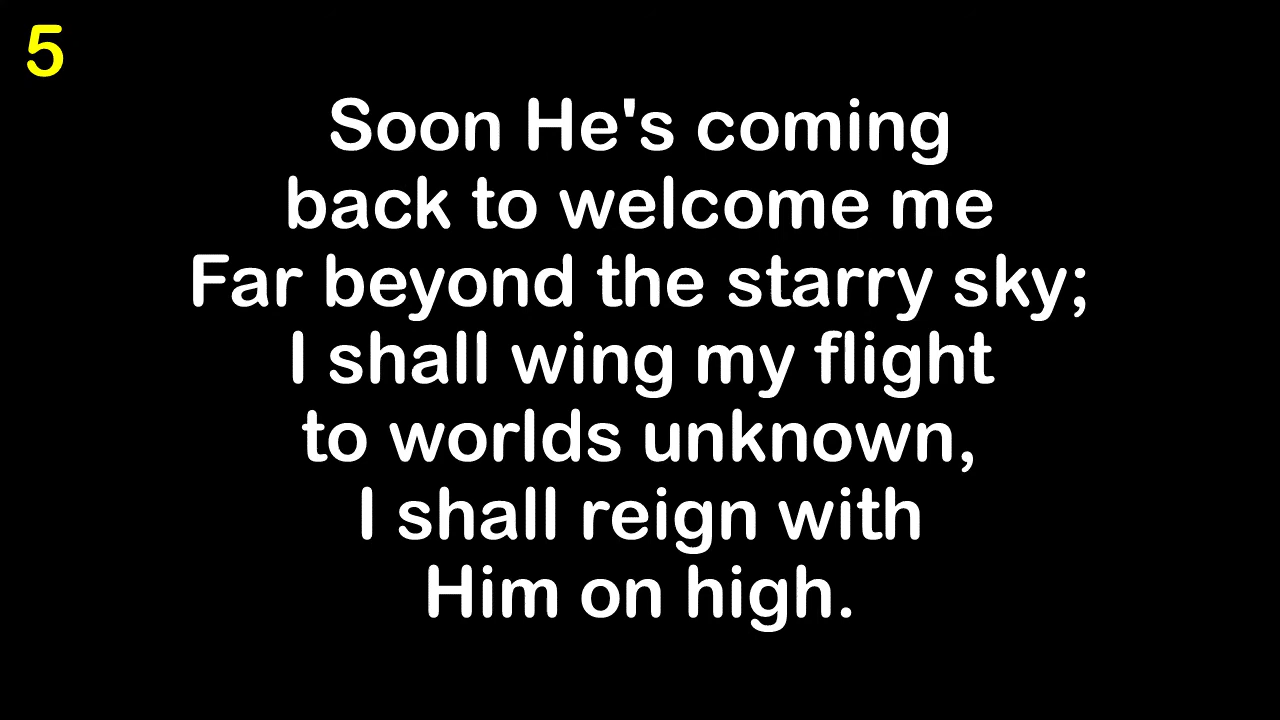 5
Soon He's coming
back to welcome me
Far beyond the starry sky;
I shall wing my flight
to worlds unknown,
I shall reign with
Him on high.